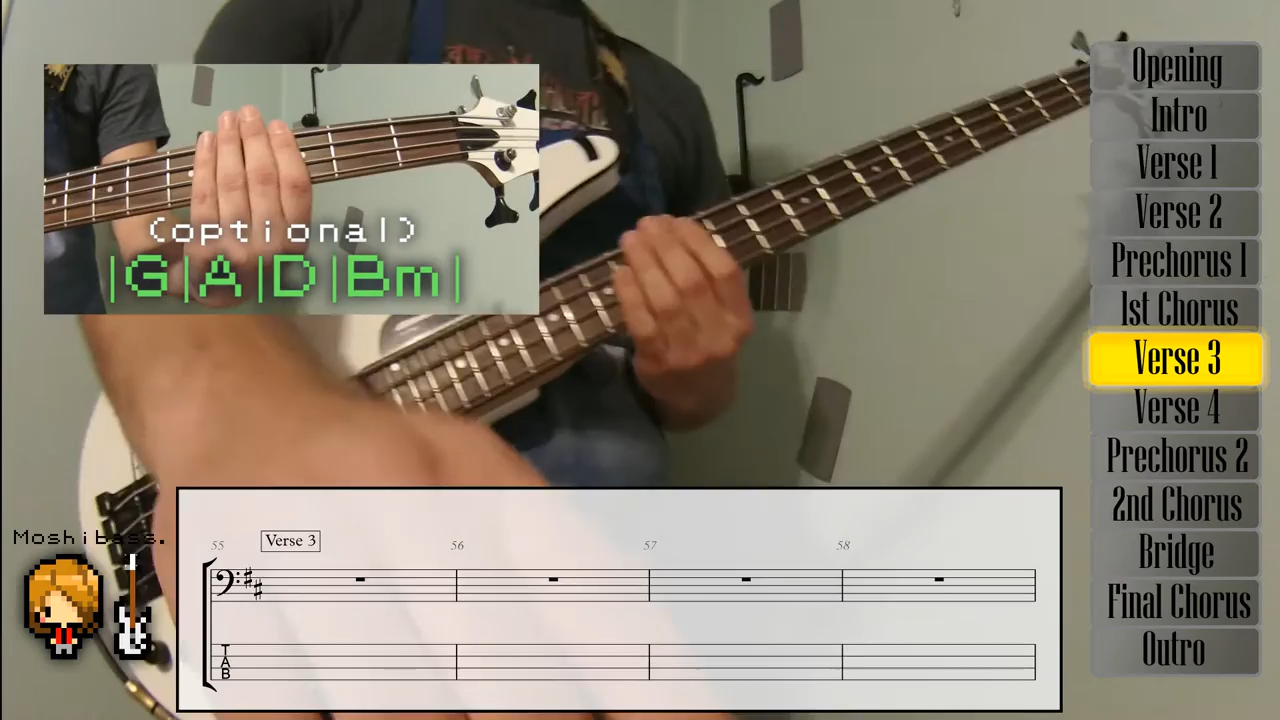 (optional)
|G|A|D|Bm|
Opening
Intro
Verse 1
Verse 2
Prechorus 1
1st Chorus
Verse 3
Verse 4
Prechorus 2
2nd Chorus
Bridge
Final Chorus
Outro
Moshibass.
55 Verse 3 56 57 58
T
A
B